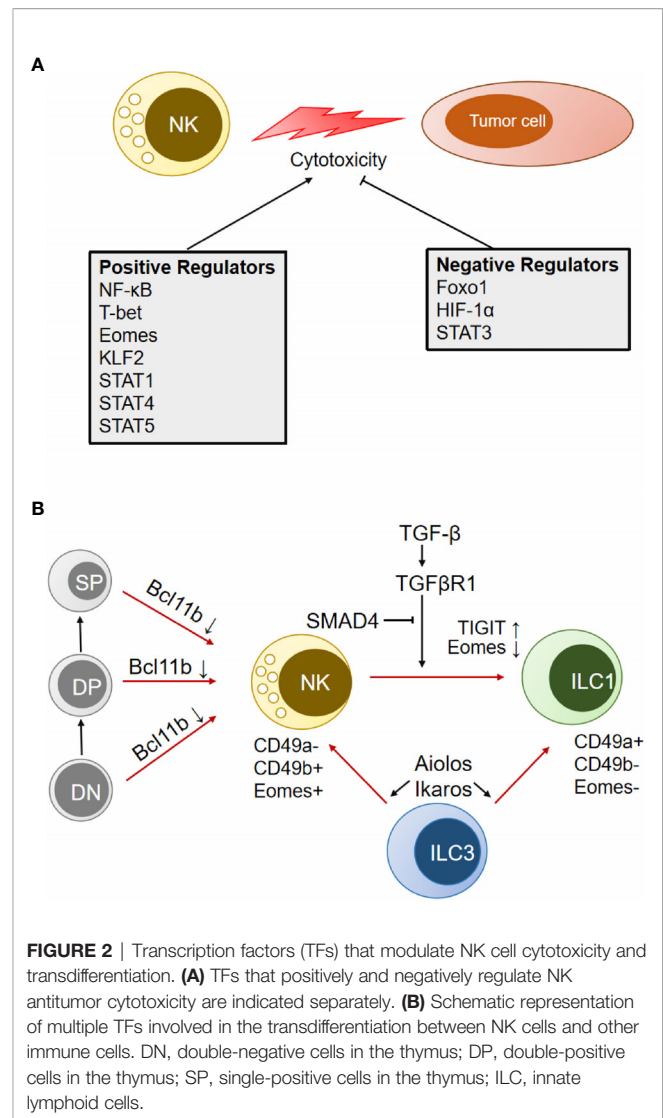 A
NK
Tumor cell
Cytotoxicity
Positive Regulators
NF-κB
T-bet
Eomes
KLF2
STAT1
STAT4
STAT5
Negative Regulators
Foxo1
HIF-1α
STAT3
B
SP
DP
DN
Bcl11b ↓
Bcl11b ↓
Bcl11b ↓
TGF-β
TGFβR1
SMAD4
TIGIT ↑
Eomes ↓
NK
ILC1
CD49a-
CD49b+
Eomes+
Aiolos
Ikaros
CD49a+
CD49b-
Eomes-
ILC3
FIGURE 2 | Transcription factors (TFs) that modulate NK cell cytotoxicity and
transdifferentiation. (A) TFs that positively and negatively regulate NK
antitumor cytotoxicity are indicated separately. (B) Schematic representation
of multiple TFs involved in the transdifferentiation between NK cells and other
immune cells. DN, double-negative cells in the thymus; DP, double-positive
cells in the thymus; SP, single-positive cells in the thymus; ILC, innate
lymphoid cells.